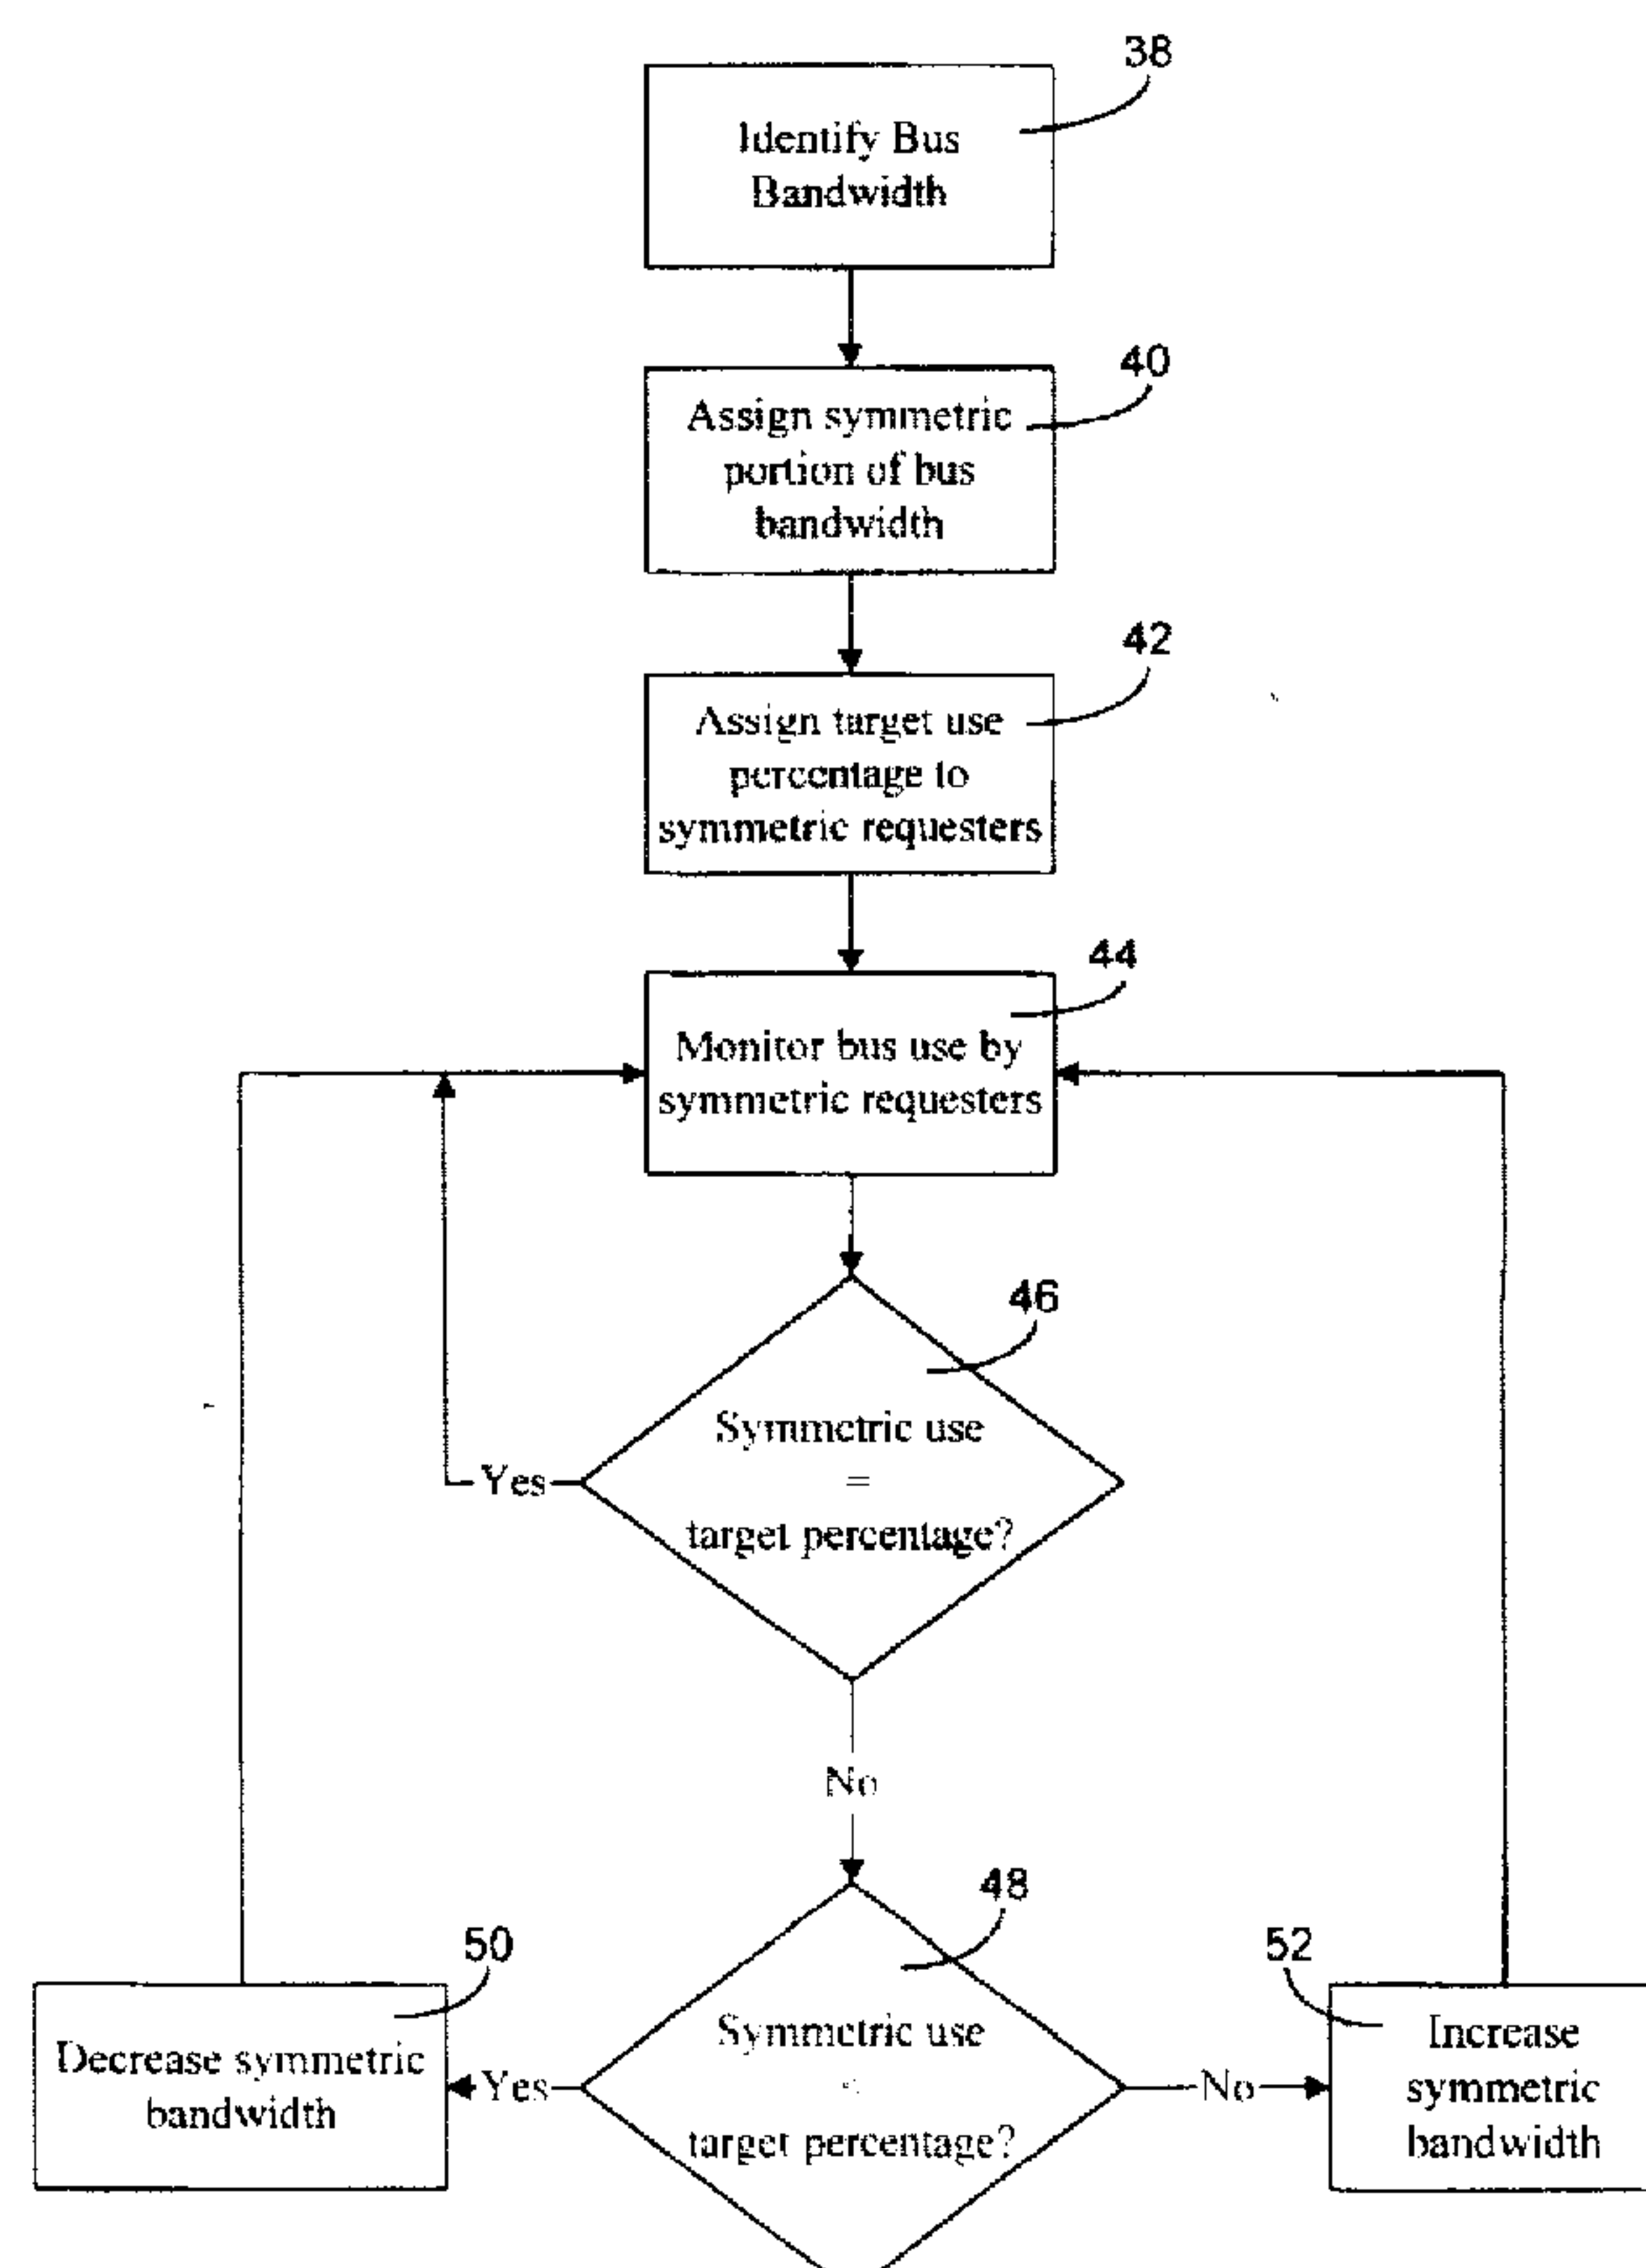 38
Identify Bus
Bandwidth
40
Assign symmetric
portion of bus
bandwidth
42
Assign target use
percentage to
symmetric requesters
44
Monitor bus use by
symmetric requesters
46
Symmetric use
=
target percentage?
Yes
No
48
50
52
Symmetric use
target percentage?
Decrease symmetric
bandwidth
Yes
No
Increase
symmetric
bandwidth